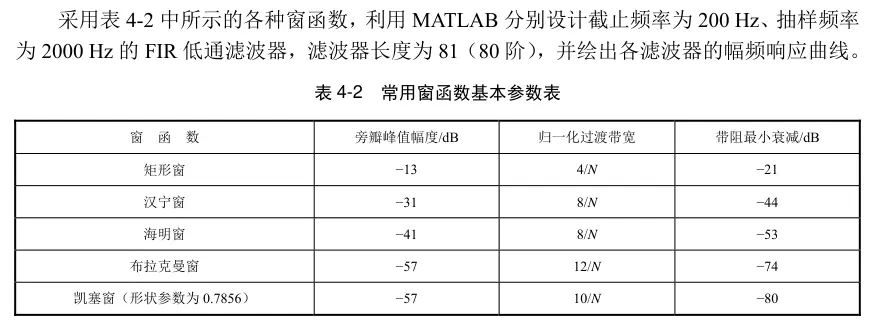 采用表 4-2 中所示的各种窗函数，利用 MATLAB 分别设计截止频率为 200 Hz、抽样频率
为 2000 Hz 的 FIR 低通滤波器，滤波器长度为 81（80 阶），并绘出各滤波器的幅频响应曲线。
表 4-2 常用窗函数基本参数表
窗 函 数 旁瓣峰值幅度/dB 归一化过渡带宽 带阻最小衰减/dB
矩形窗 −13 4/N −21
汉宁窗 −31 8/N −44
海明窗 −41 8/N −53
布拉克曼窗 −57 12/N −74
凯塞窗（形状参数为 0.7856） −57 10/N −80